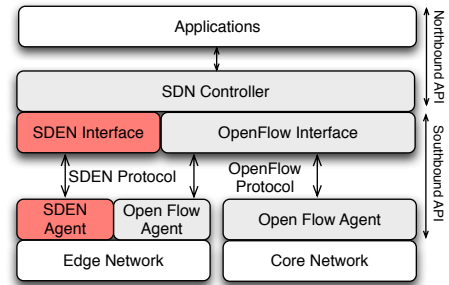 Applications
Northbound API
SDN Controller
SDEN Interface
OpenFlow Interface
Southbound API
SDEN Protocol
OpenFlow
Protocol
SDEN
Agent
Open Flow
Agent
Open Flow Agent
Edge Network
Core Network